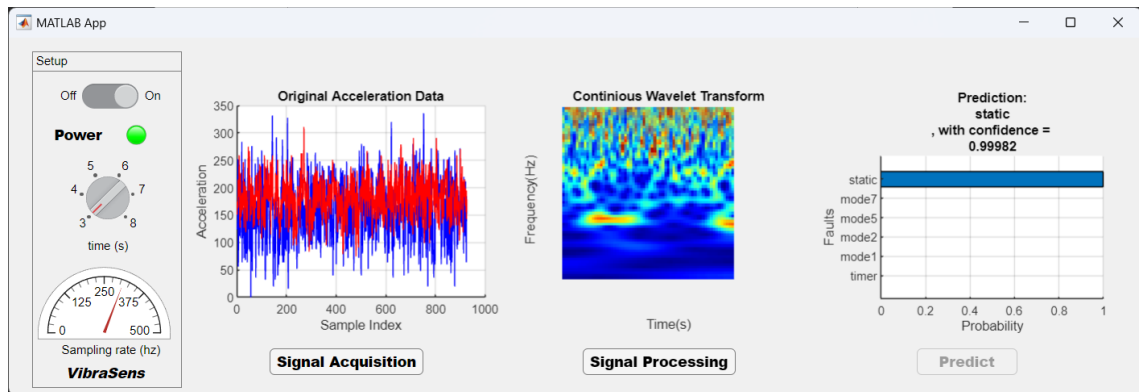 MATLAB App
Setup
Off On
Power
5 6
4 7
3 8
time (s)
250
125 375
0 500
Sampling rate (hz)
VibraSens
Original Acceleration Data
Acceleration
350
300
250
200
150
100
50
0
0 200 400 600 800 1000
Sample Index
Signal Acquisition
Continious Wavelet Transform
Frequency(Hz)
Time(s)
Signal Processing
Prediction:
static
, with confidence =
0.99982
Faults
static
mode7
mode5
mode2
mode1
timer
0 0.2 0.4 0.6 0.8 1
Probability
Predict